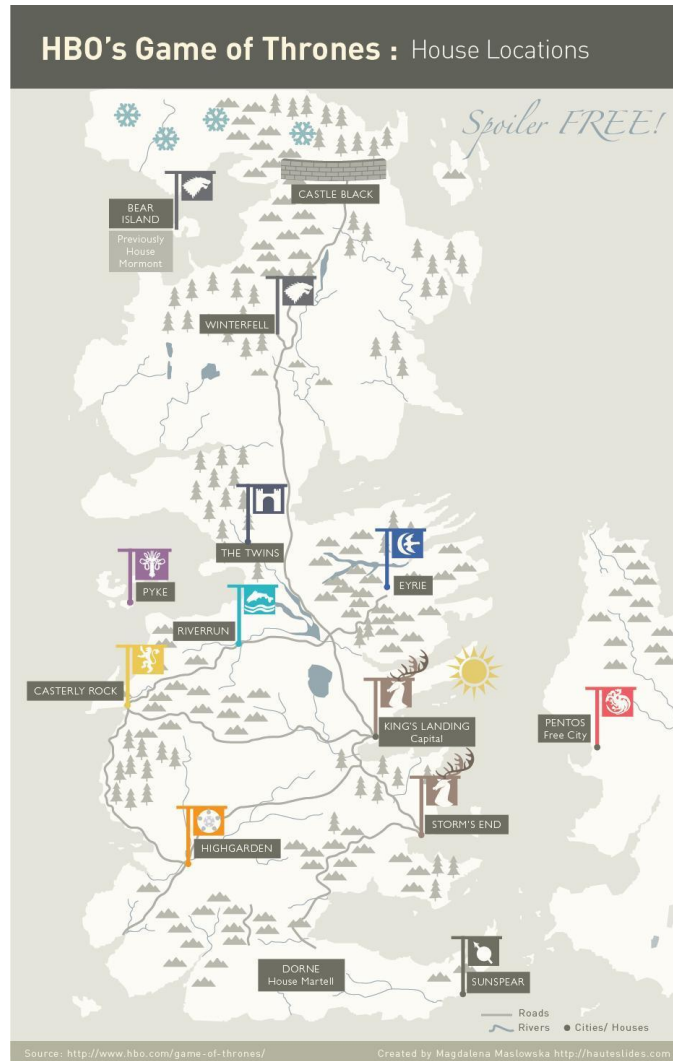 HBO's Game of Thrones : House Locations
Spoiler FREE!
CASTLE BLACK
BEAR
ISLAND
Previously
House
Mormont
WINTERFELL
THE TWINS
EYRIE
PYKE
RIVERRUN
CASTERLY ROCK
KING'S LANDING
Capital
PENTOS
Free City
STORM'S END
HIGHGARDEN
DORNE
House Martell
SUNSPEAR
Roads
Rivers
Cities/ Houses
Source: http://www.hbo.com/game-of-thrones/
Created by Magdalena Maslowska http://hauteslides.com